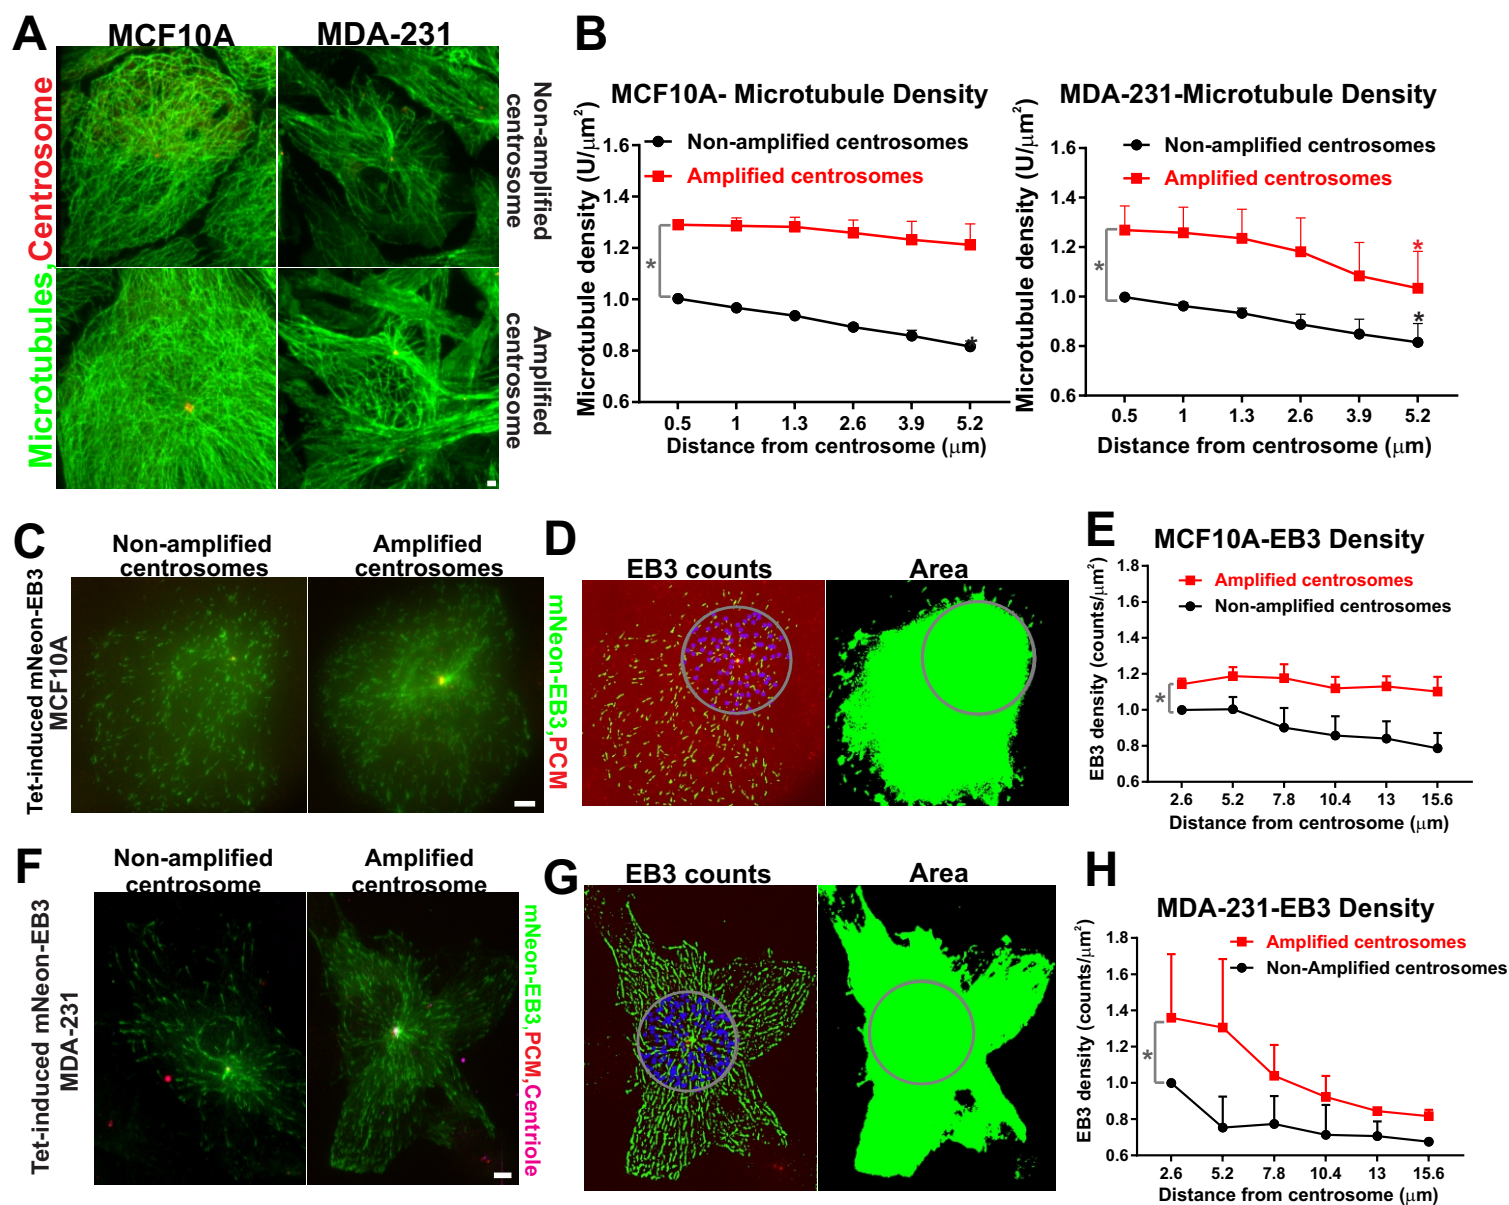 A
MCF10A
MDA-231
Microtubules,Centrosome
Non-amplified
centrosome
Amplified
centrosome
B
MCF10A- Microtubule Density
Microtubule density (U/μm²)
Non-amplified centrosomes
Amplified centrosomes
1.6
1.4
1.2
1.0
0.8
0.6
*
*
0.5 1 1.3 2.6 3.9 5.2
Distance from centrosome (μm)
MDA-231-Microtubule Density
Microtubule density (U/μm²)
Non-amplified centrosomes
Amplified centrosomes
1.6
1.4
1.2
1.0
0.8
0.6
*
*
*
0.5 1 1.3 2.6 3.9 5.2
Distance from centrosome (μm)
C
Tet-induced mNeon-EB3
MCF10A
Non-amplified
centrosomes
Amplified
centrosomes
mNeon-EB3,PCM
D
EB3 counts
Area
E
MCF10A-EB3 Density
EB3 density (counts/μm²)
Amplified centrosomes
Non-amplified centrosomes
1.8
1.6
1.4
1.2
1.0
0.8
0.6
*
2.6 5.2 7.8 10.4 13 15.6
Distance from centrosome (μm)
F
Tet-induced mNeon-EB3
MDA-231
Non-amplified
centrosome
Amplified
centrosome
mNeon-EB3,PCM,Centriole
G
EB3 counts
Area
H
MDA-231-EB3 Density
EB3 density (counts/μm²)
Amplified centrosomes
Non-Amplified centrosomes
1.8
1.6
1.4
1.2
1.0
0.8
0.6
*
2.6 5.2 7.8 10.4 13 15.6
Distance from centrosome (μm)